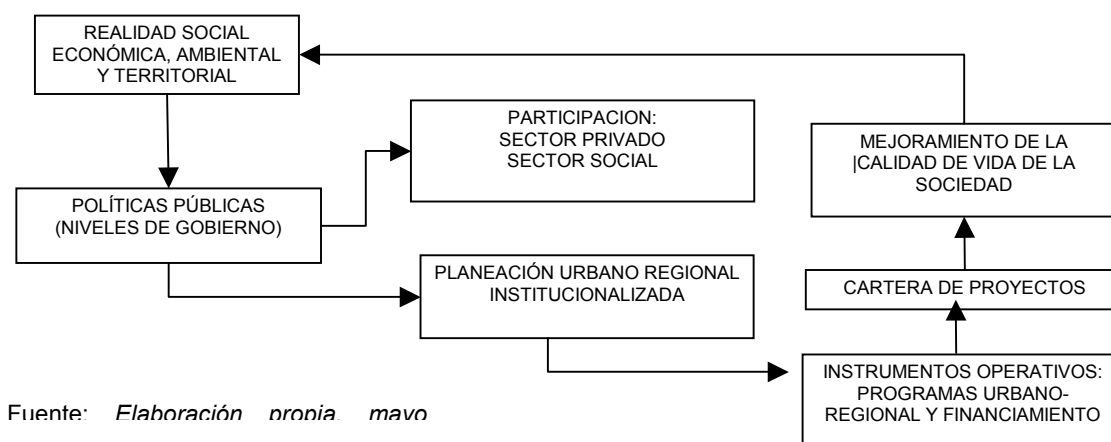 REALIDAD SOCIAL
ECONÓMICA, AMBIENTAL
Y TERRITORIAL
PARTICIPACION:
SECTOR PRIVADO
SECTOR SOCIAL
MEJORAMIENTO DE LA
|CALIDAD DE VIDA DE LA
SOCIEDAD
POLÍTICAS PÚBLICAS
(NIVELES DE GOBIERNO)
PLANEACIÓN URBANO REGIONAL
INSTITUCIONALIZADA
CARTERA DE PROYECTOS
INSTRUMENTOS OPERATIVOS:
PROGRAMAS URBANO-
REGIONAL Y FINANCIAMIENTO
Fuente: Elaboración propia, mayo